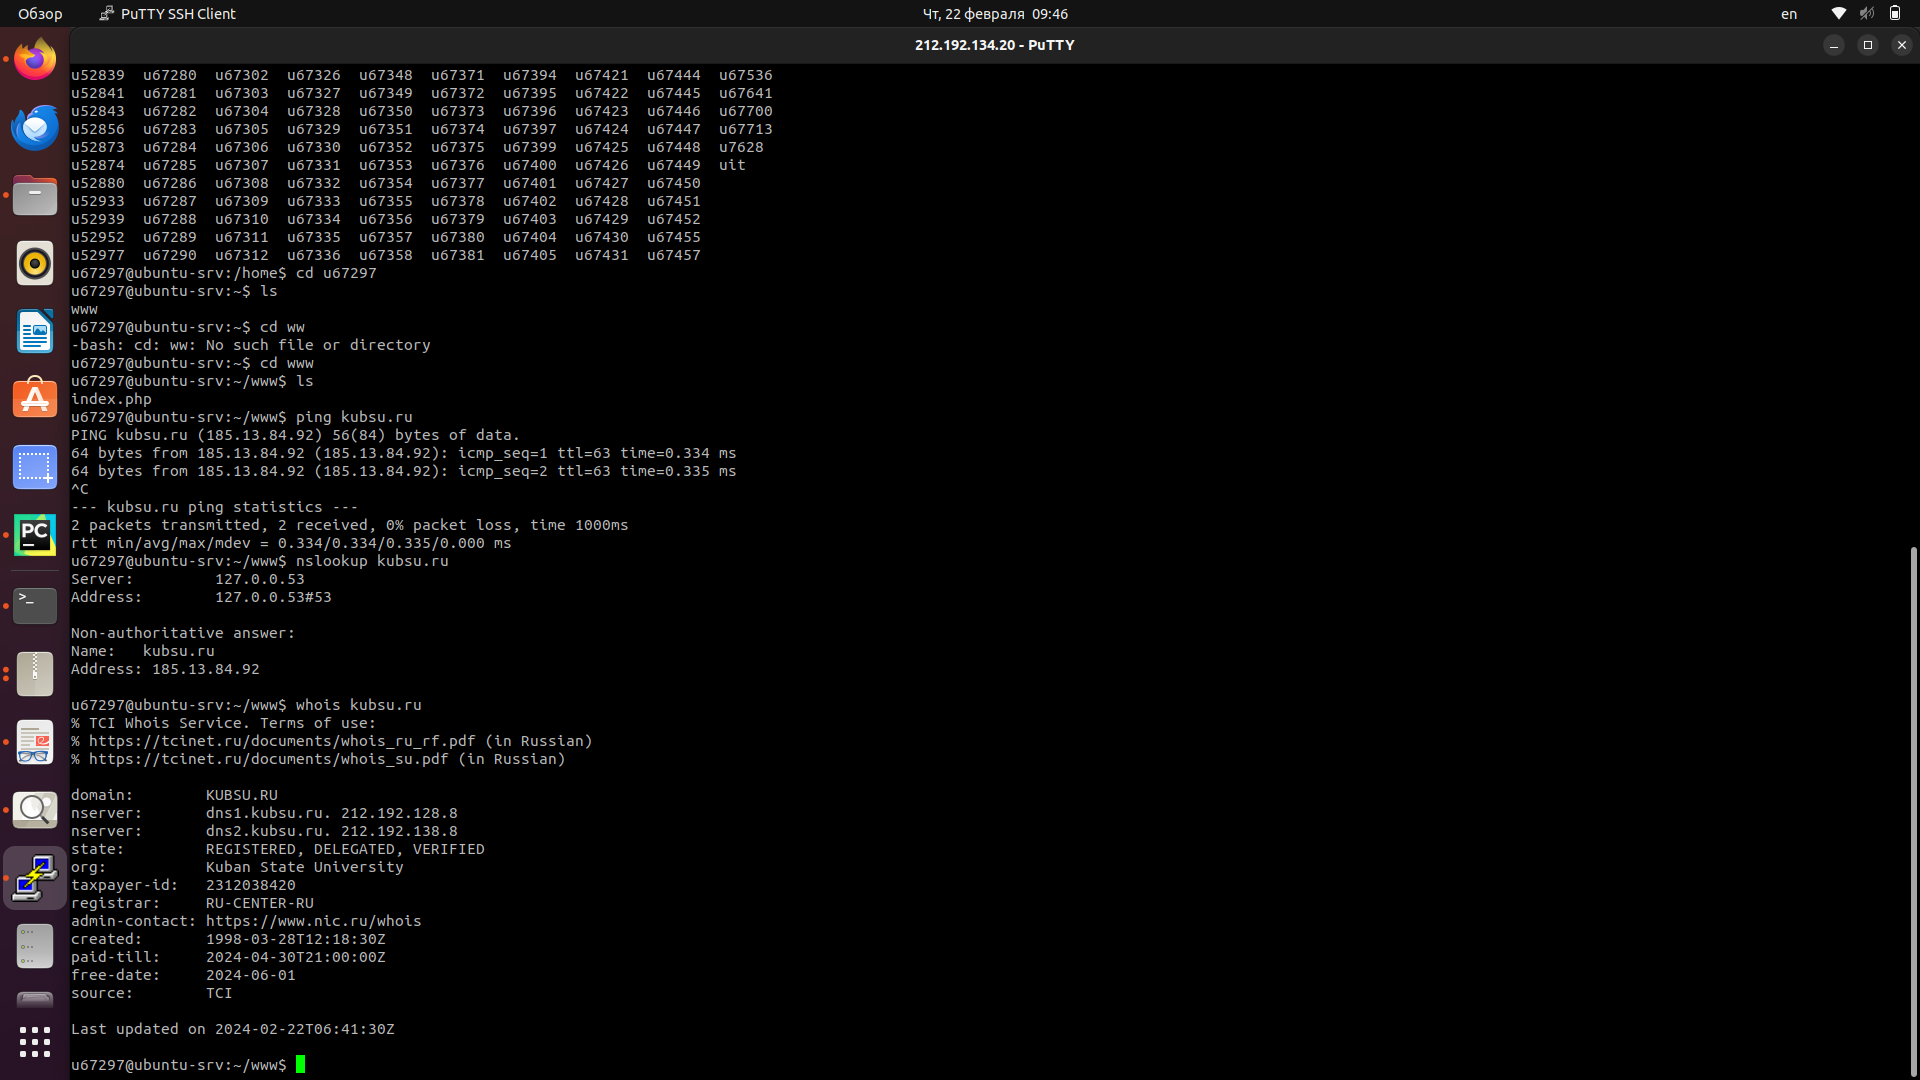 Обзор PuTTY SSH Client Чт, 22 февраля 09:46 en
212.192.134.20 - PuTTY
u52839 u67280 u67302 u67326 u67348 u67371 u67394 u67421 u67444 u67536
u52841 u67281 u67303 u67327 u67349 u67372 u67395 u67422 u67445 u67641
u52843 u67282 u67304 u67328 u67350 u67373 u67396 u67423 u67446 u67700
u52856 u67283 u67305 u67329 u67351 u67374 u67397 u67424 u67447 u67713
u52873 u67284 u67306 u67330 u67352 u67375 u67399 u67425 u67448 u7628
u52874 u67285 u67307 u67331 u67353 u67376 u67400 u67426 u67449 uit
u52880 u67286 u67308 u67332 u67354 u67377 u67401 u67427 u67450
u52933 u67287 u67309 u67333 u67355 u67378 u67402 u67428 u67451
u52939 u67288 u67310 u67334 u67356 u67379 u67403 u67429 u67452
u52952 u67289 u67311 u67335 u67357 u67380 u67404 u67430 u67455
u52977 u67290 u67312 u67336 u67358 u67381 u67405 u67431 u67457
u67297@ubuntu-srv:/home$ cd u67297
u67297@ubuntu-srv:~$ ls
www
u67297@ubuntu-srv:~$ cd ww
-bash: cd: ww: No such file or directory
u67297@ubuntu-srv:~$ cd www
u67297@ubuntu-srv:~/www$ ls
index.php
u67297@ubuntu-srv:~/www$ ping kubsu.ru
PING kubsu.ru (185.13.84.92) 56(84) bytes of data.
64 bytes from 185.13.84.92 (185.13.84.92): icmp_seq=1 ttl=63 time=0.334 ms
64 bytes from 185.13.84.92 (185.13.84.92): icmp_seq=2 ttl=63 time=0.335 ms
^C
--- kubsu.ru ping statistics ---
2 packets transmitted, 2 received, 0% packet loss, time 1000ms
rtt min/avg/max/mdev = 0.334/0.334/0.335/0.000 ms
u67297@ubuntu-srv:~/www$ nslookup kubsu.ru
Server: 127.0.0.53
Address: 127.0.0.53#53
Non-authoritative answer:
Name: kubsu.ru
Address: 185.13.84.92
u67297@ubuntu-srv:~/www$ whois kubsu.ru
% TCI Whois Service. Terms of use:
% https://tcinet.ru/documents/whois_ru_rf.pdf (in Russian)
% https://tcinet.ru/documents/whois_su.pdf (in Russian)
domain: KUBSU.RU
nserver: dns1.kubsu.ru. 212.192.128.8
nserver: dns2.kubsu.ru. 212.192.138.8
state: REGISTERED, DELEGATED, VERIFIED
org: Kuban State University
taxpayer-id: 2312038420
registrar: RU-CENTER-RU
admin-contact: https://www.nic.ru/whois
created: 1998-03-28T12:18:30Z
paid-till: 2024-04-30T21:00:00Z
free-date: 2024-06-01
source: TCI
Last updated on 2024-02-22T06:41:30Z
u67297@ubuntu-srv:~/www$
PC
>_